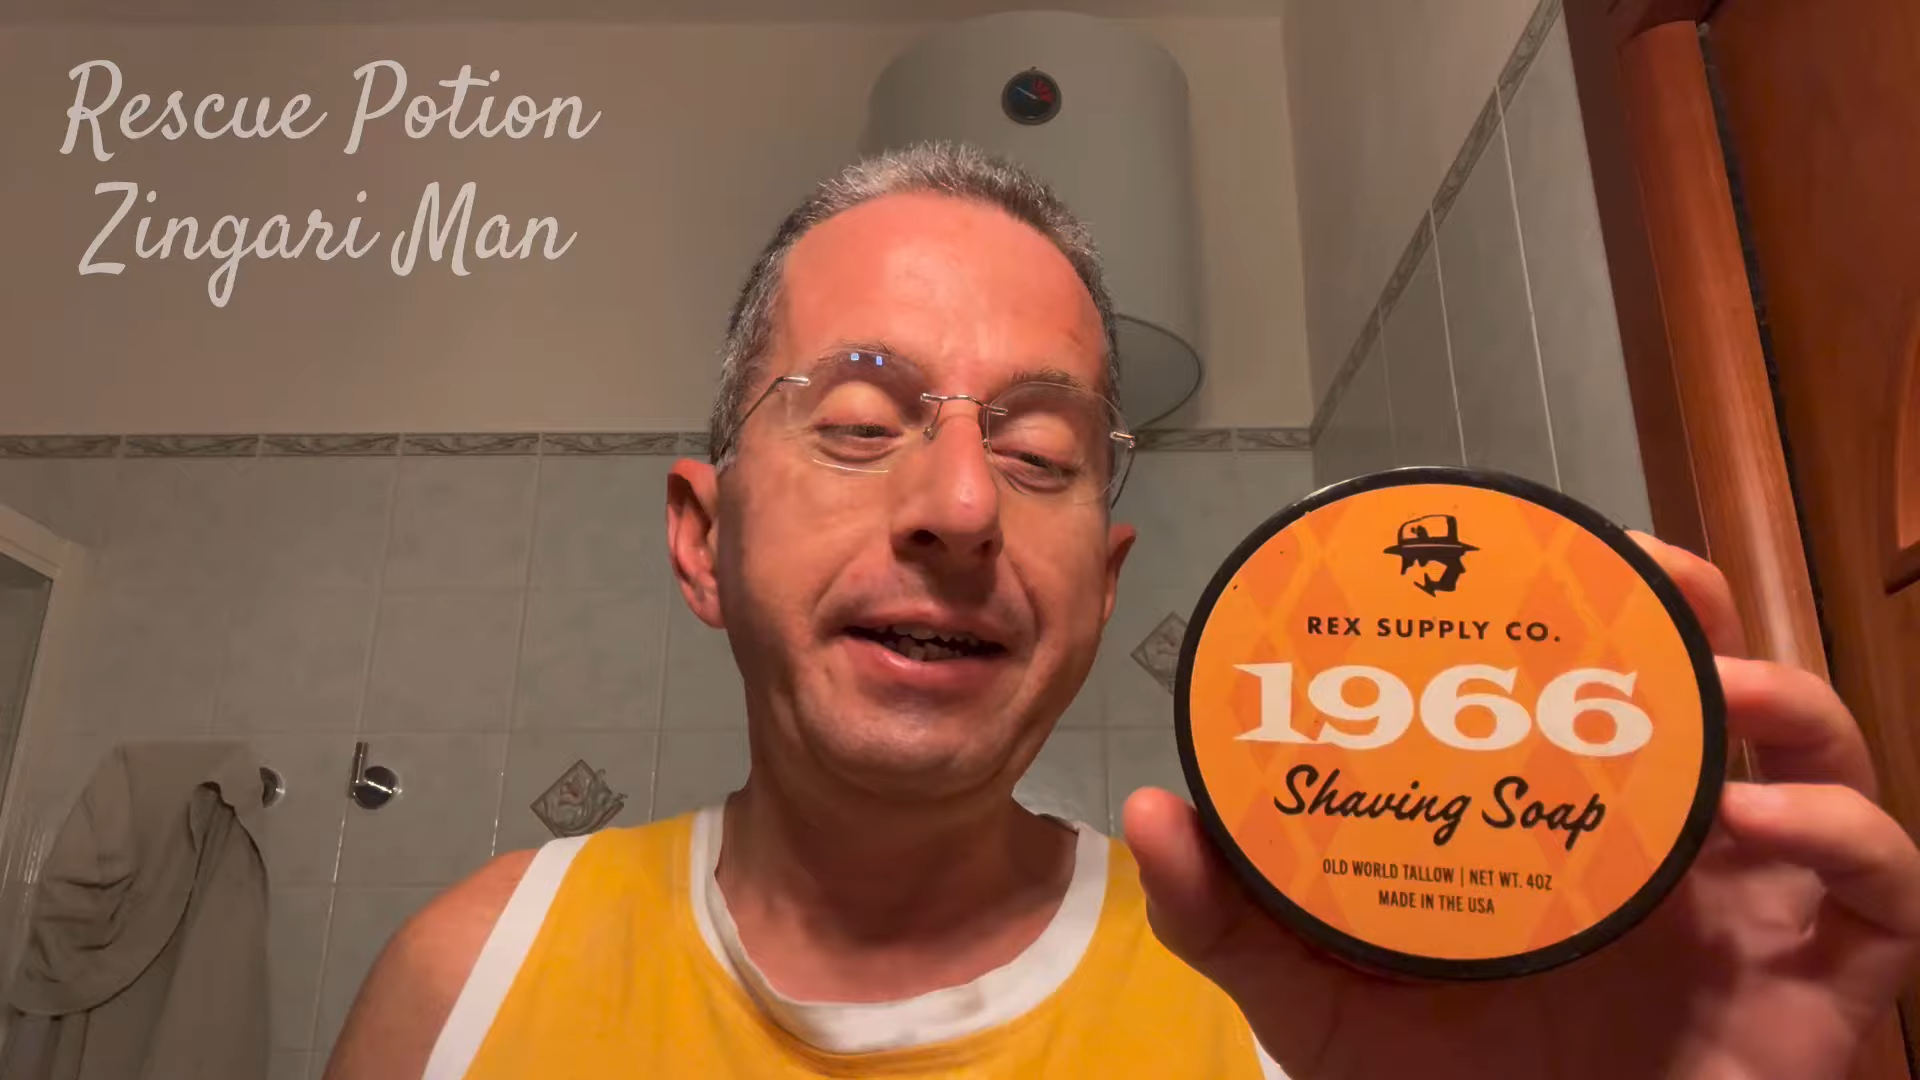 Rescue Potion
Zingari Man
REX SUPPLY CO.
1966
Shaving Soap
OLD WORLD TALLOW | NET WT. 4OZ
MADE IN THE USA